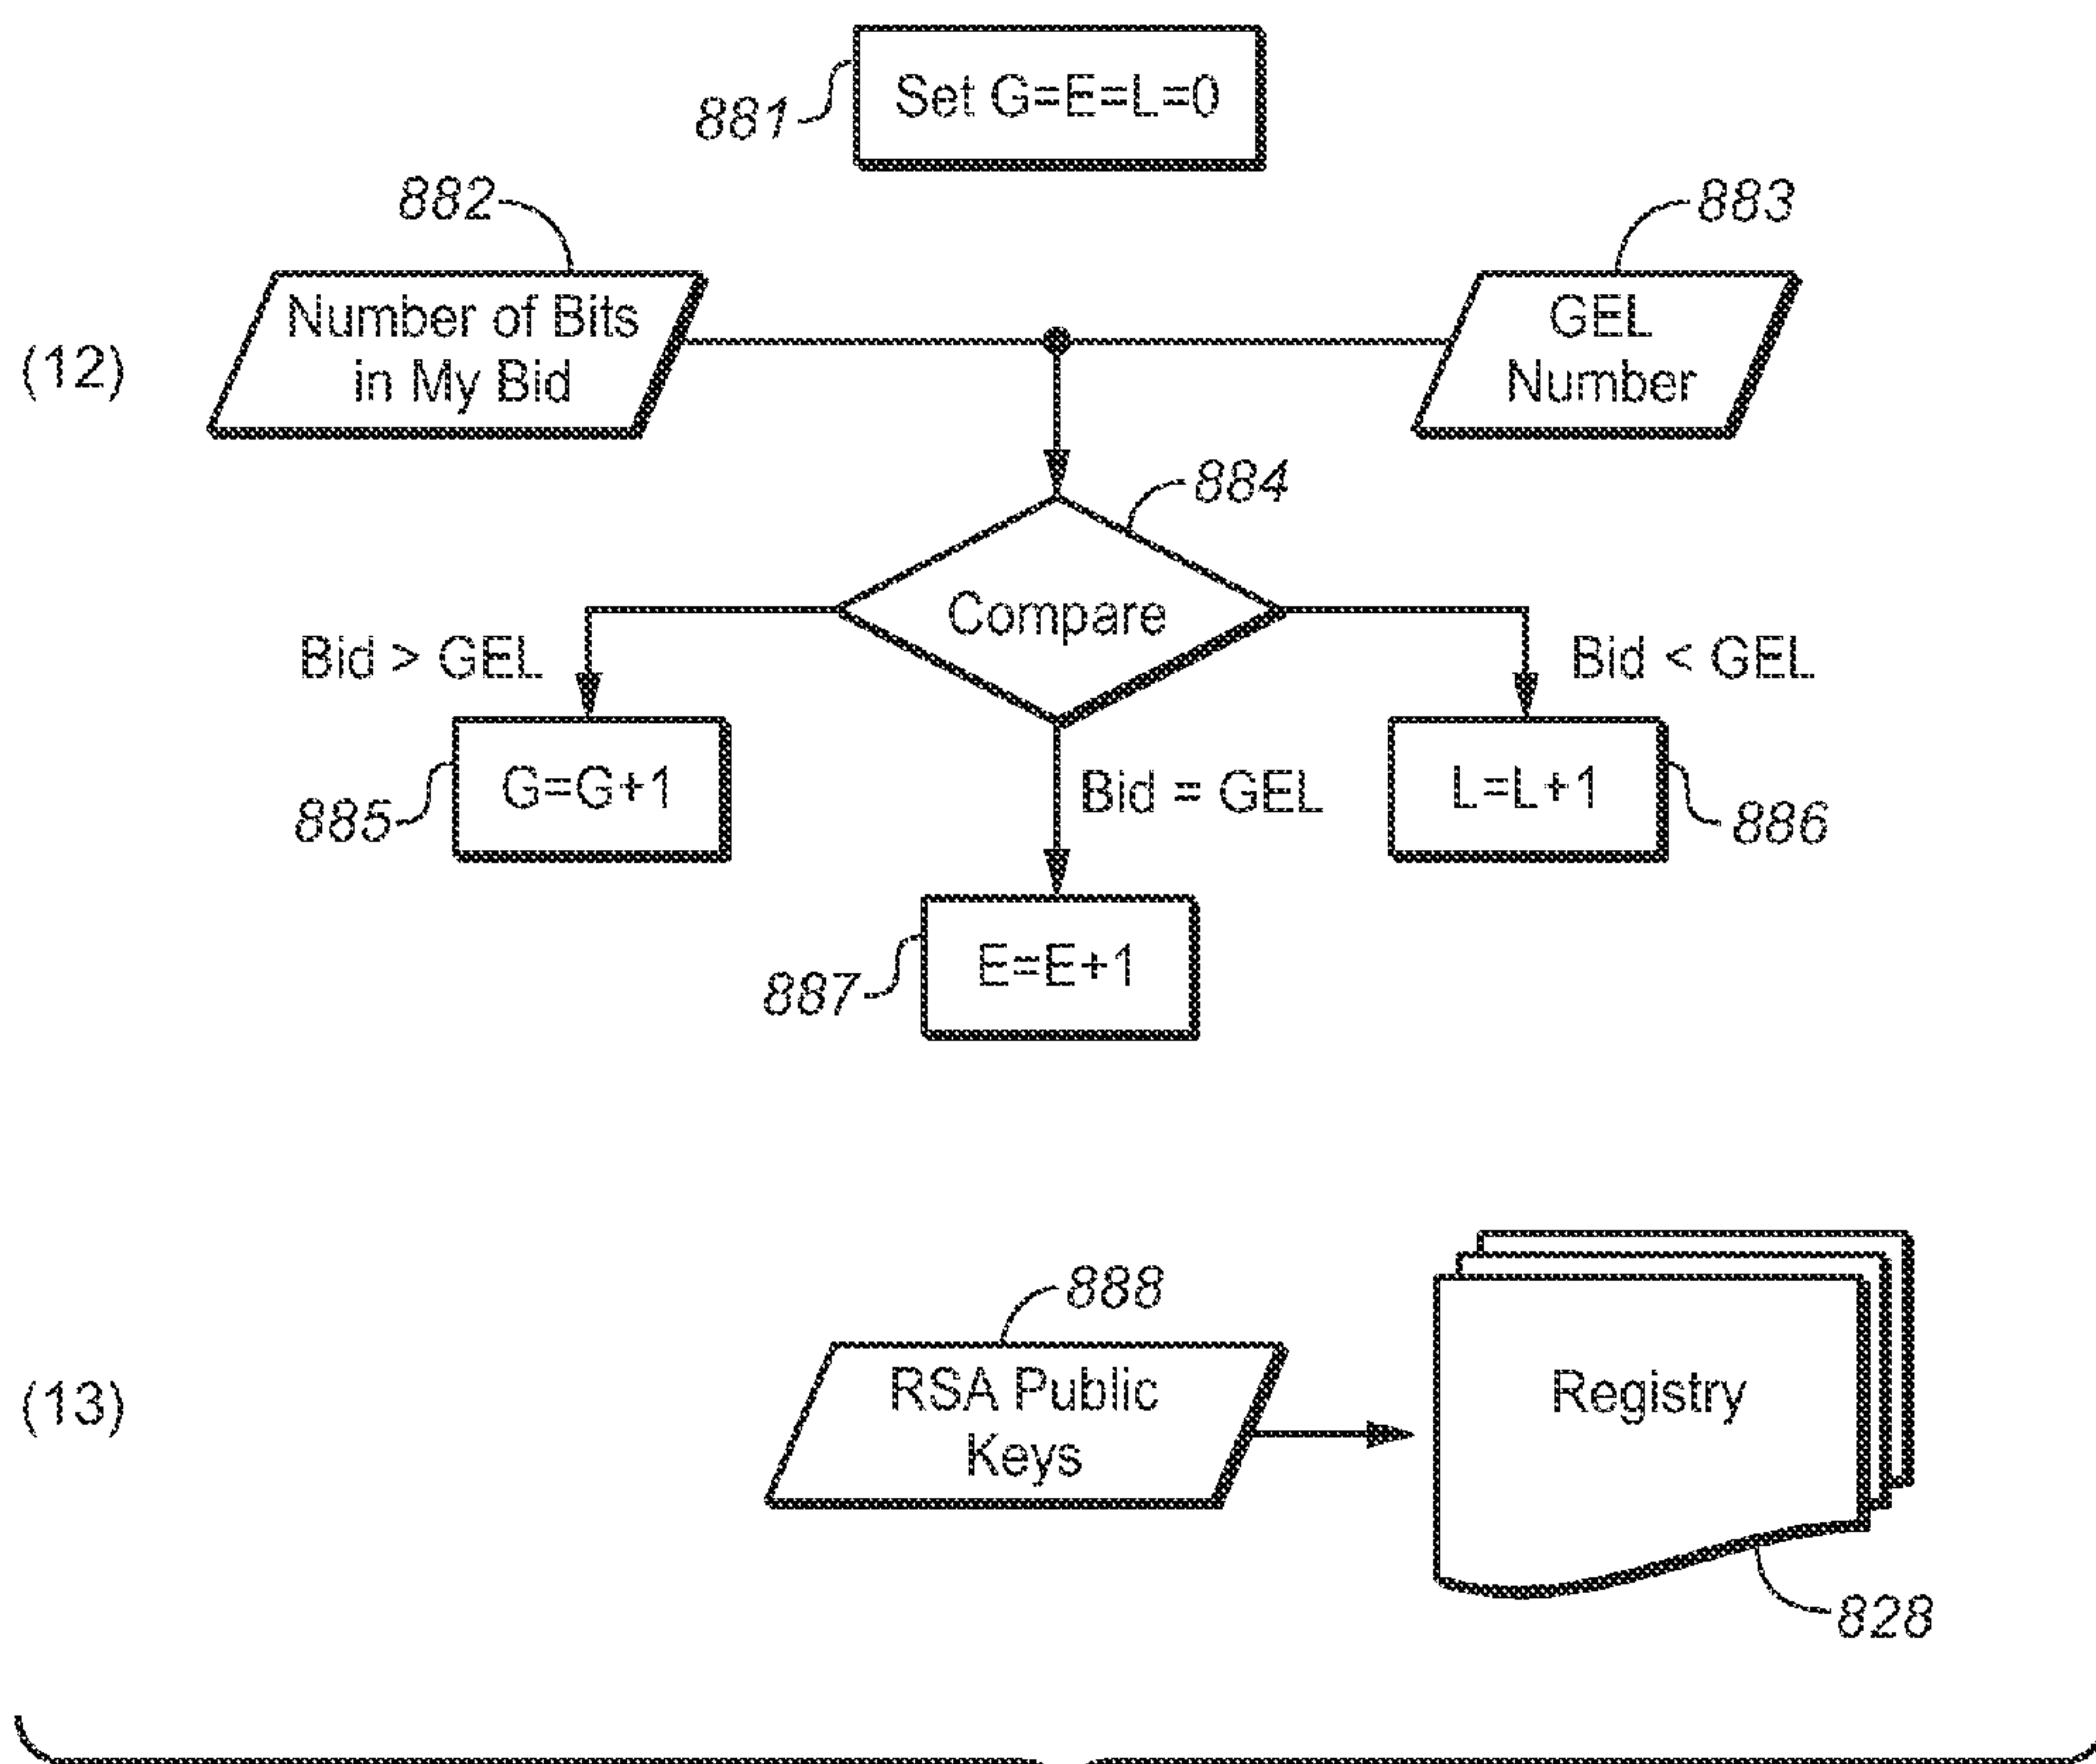 Set G=E=L=0
881
882
883
Number of Bits
in My Bid
GEL
Number
(12)
884
Compare
Bid > GEL
Bid < GEL
G=G+1
885
Bid = GEL
L=L+1
886
E=E+1
887
888
RSA Public
Keys
Registry
(13)
828